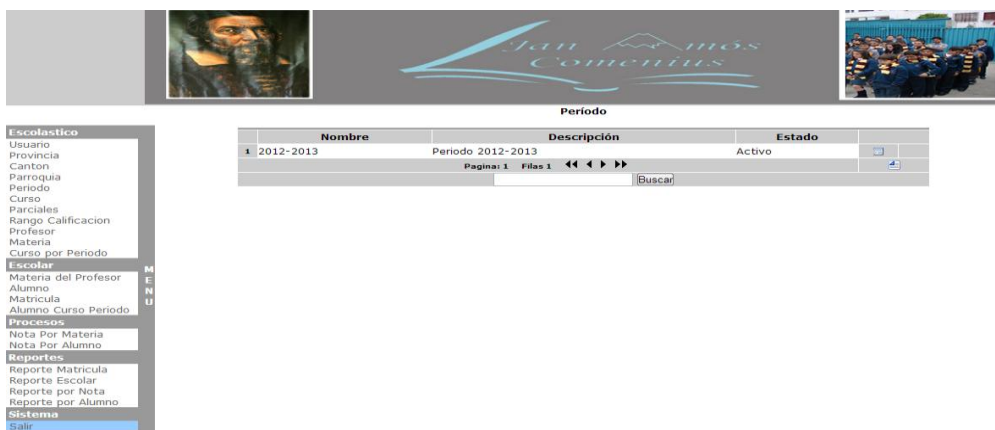 Jan Amós
Comenius
Período
Escolastico
Usuario
Provincia
Canton
Parroquia
Periodo
Curso
Parciales
Rango Calificacion
Profesor
Materia
Curso por Periodo
Escolar
Materia del Profesor
Alumno
Matricula
Alumno Curso Periodo
Procesos
Nota Por Materia
Nota Por Alumno
Reportes
Reporte Matricula
Reporte Escolar
Reporte por Nota
Reporte por Alumno
Sistema
Salir
MENU
Nombre Descripción Estado
1 2012-2013 Periodo 2012-2013 Activo
Pagina: 1 Filas 1
Buscar